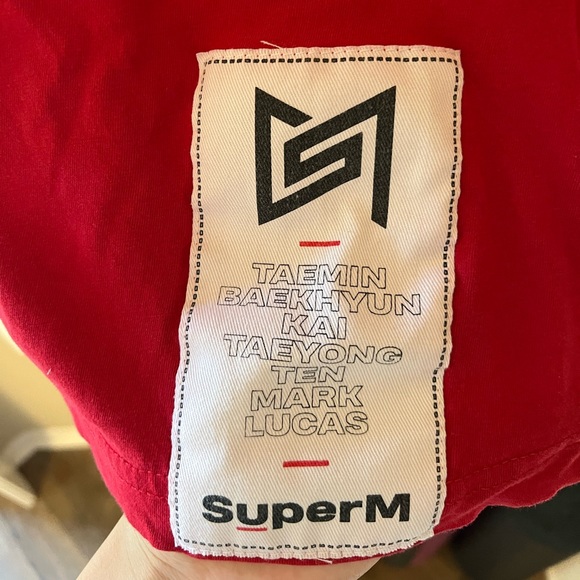 TAEMIN
BAEKHYUN
KAI
TAEYONG
TEN
MARK
LUCAS
SuperM